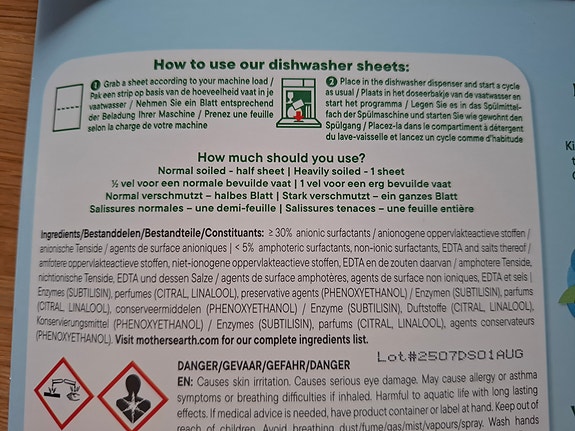 How to use our dishwasher sheets:
1 Grab a sheet according to your machine load /
Pak een strip op basis van de hoeveelheid vaat in je
vaatwasser / Nehmen Sie ein Blatt entsprechend
der Beladung Ihrer Maschine / Prenez une feuille
selon la charge de votre machine
2 Place in the dishwasher dispenser and start a cycle
as usual / Plaats in het doseerbakje van de vaatwasser en
start het programma / Legen Sie es in das Spülmittel-
fach der Spülmaschine und starten Sie wie gewohnt den
Spülgang / Placez-la dans le compartiment à détergent
du lave-vaisselle et lancez un cycle comme d'habitude
How much should you use?
Normal soiled - half sheet | Heavily soiled - 1 sheet
½ vel voor een normale bevuilde vaat | 1 vel voor een erg bevuilde vaat
Normal verschmutzt – halbes Blatt | Stark verschmutzt – ein ganzes Blatt
Salissures normales – une demi-feuille | Salissures tenaces – une feuille entière
Ingredients/Bestanddelen/Bestandteile/Constituants: ≥ 30% anionic surfactants / anionogene oppervlakteactieve stoffen /
anionische Tenside / agents de surface anioniques | < 5% amphoteric surfactants, non-ionic surfactants, EDTA and salts thereof /
amfotere oppervlakteactieve stoffen, niet-ionogene oppervlakteactieve stoffen, EDTA en de zouten daarvan / amphotere Tenside,
nichtionische Tenside, EDTA und dessen Salze / agents de surface amphotères, agents de surface non ioniques, EDTA et sels |
Enzymes (SUBTILISIN), perfumes (CITRAL, LINALOOL), preservative agents (PHENOXYETHANOL) / Enzymen (SUBTILISIN), parfums
(CITRAL, LINALOOL), conserveermiddelen (PHENOXYETHANOL) / Enzyme (SUBTILISIN), Duftstoffe (CITRAL, LINALOOL),
Konservierungsmittel (PHENOXYETHANOL) / Enzymes (SUBTILISIN), parfums (CITRAL, LINALOOL), agents conservateurs
(PHENOXYETHANOL). Visit mothersearth.com for our complete ingredients list.
Lot#2507DS01AUG
DANGER/GEVAAR/GEFAHR/DANGER
EN: Causes skin irritation. Causes serious eye damage. May cause allergy or asthma
symptoms or breathing difficulties if inhaled. Harmful to aquatic life with long lasting
effects. If medical advice is needed, have product container or label at hand. Keep out of
reach of children. Avoid breathing dust/fume/gas/mist/vapours/spray. Wash hands